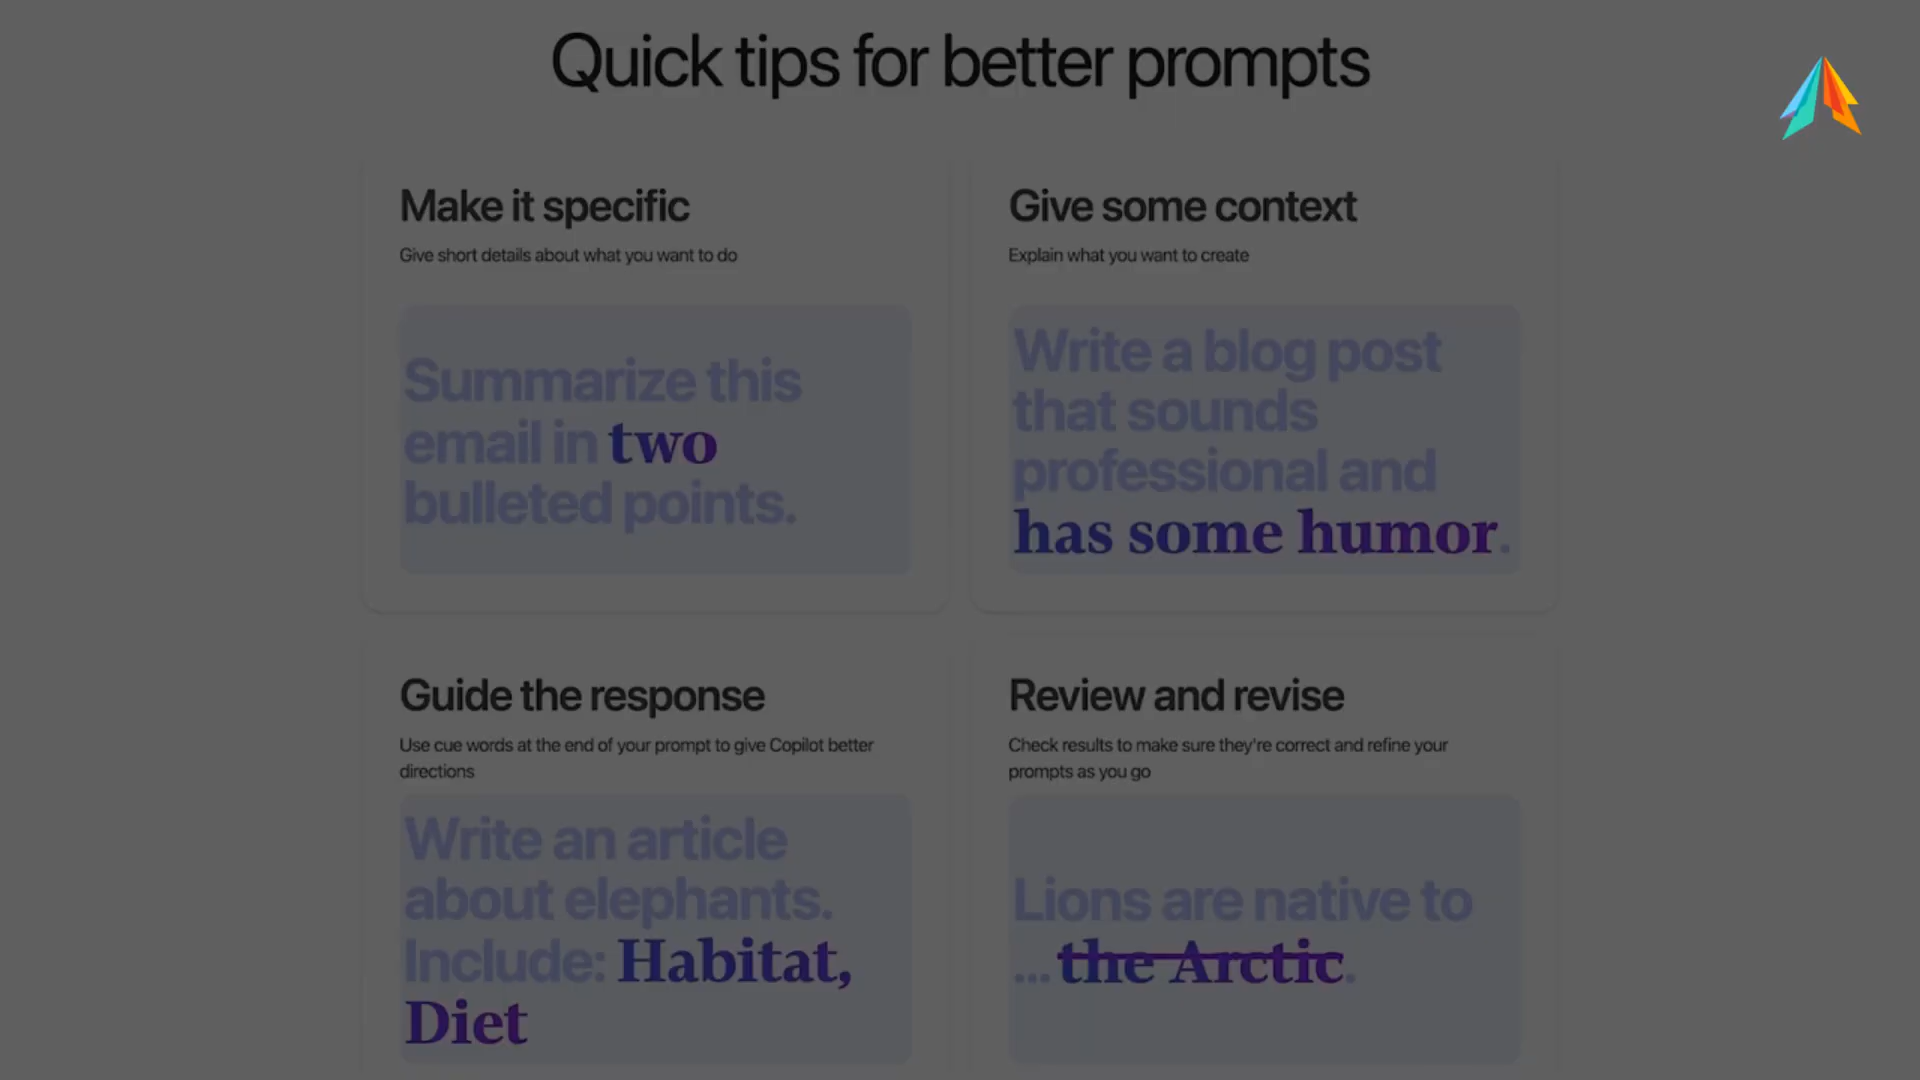 Quick tips for better prompts
Make it specific
Give short details about what you want to do
Summarize this
email in two
bulleted points.
Give some context
Explain what you want to create
Write a blog post
that sounds
professional and
has some humor.
Guide the response
Use cue words at the end of your prompt to give Copilot better
directions
Write an article
about elephants.
Include: Habitat,
Diet
Review and revise
Check results to make sure they're correct and refine your
prompts as you go
Lions are native to
... the Arctic.